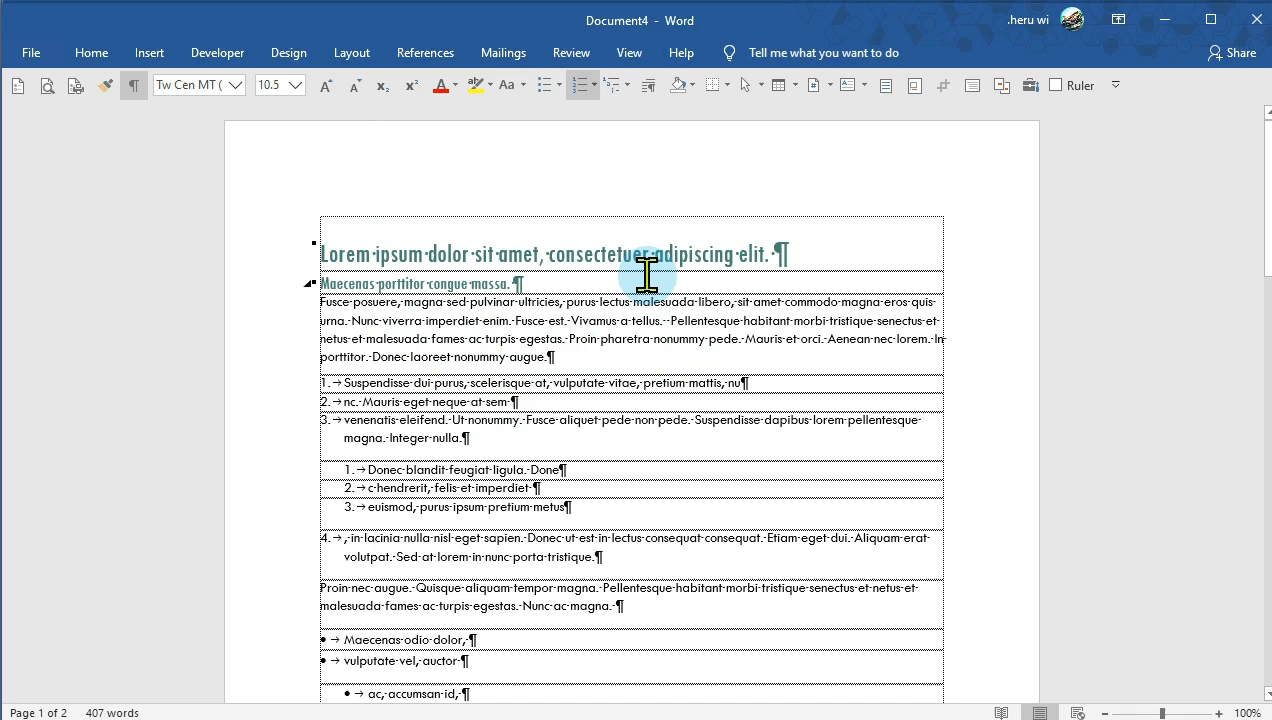 Document4 - Word
.heru wi
File Home Insert Developer Design Layout References Mailings Review View Help Tell me what you want to do Share
Tw Cen MT ( 10.5 Aa Ruler
Lorem·ipsum·dolor·sit·amet,·consectetuer·adipiscing·elit.·¶
Maecenas·porttitor·congue·massa.·¶
Fusce·posuere,·magna·sed·pulvinar·ultricies,·purus·lectus·malesuada·libero,·sit·amet·commodo·magna·eros·quis·
urna.·Nunc·viverra·imperdiet·enim.·Fusce·est.·Vivamus·a·tellus.··Pellentesque·habitant·morbi·tristique·senectus·et·
netus·et·malesuada·fames·ac·turpis·egestas.·Proin·pharetra·nonummy·pede.·Mauris·et·orci.·Aenean·nec·lorem.·In·
porttitor.·Donec·laoreet·nonummy·augue.¶
1.→Suspendisse·dui·purus,·scelerisque·at,·vulputate·vitae,·pretium·mattis,·nu¶
2.→nc.·Mauris·eget·neque·at·sem·¶
3.→venenatis·eleifend.·Ut·nonummy.·Fusce·aliquet·pede·non·pede.·Suspendisse·dapibus·lorem·pellentesque·
magna.·Integer·nulla.¶
1.→Donec·blandit·feugiat·ligula.·Done¶
2.→c·hendrerit,·felis·et·imperdiet·¶
3.→euismod,·purus·ipsum·pretium·metus¶
4.→,·in·lacinia·nulla·nisl·eget·sapien.·Donec·ut·est·in·lectus·consequat·consequat.·Etiam·eget·dui.·Aliquam·erat·
volutpat.·Sed·at·lorem·in·nunc·porta·tristique.¶
Proin·nec·augue.·Quisque·aliquam·tempor·magna.·Pellentesque·habitant·morbi·tristique·senectus·et·netus·et·
malesuada·fames·ac·turpis·egestas.·Nunc·ac·magna.·¶
•→Maecenas·odio·dolor,·¶
•→vulputate·vel,·auctor·¶
•→ac,·accumsan·id,·¶
Page 1 of 2 407 words 100%